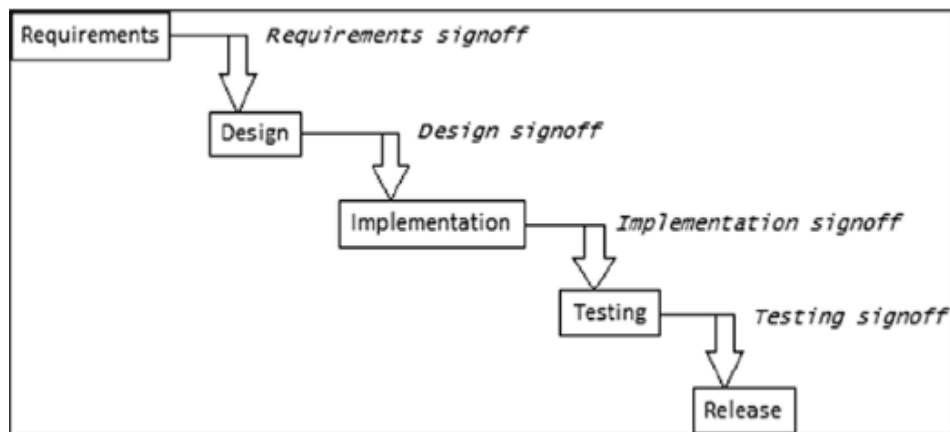 Requirements
Requirements signoff
Design
Design signoff
Implementation
Implementation signoff
Testing
Testing signoff
Release